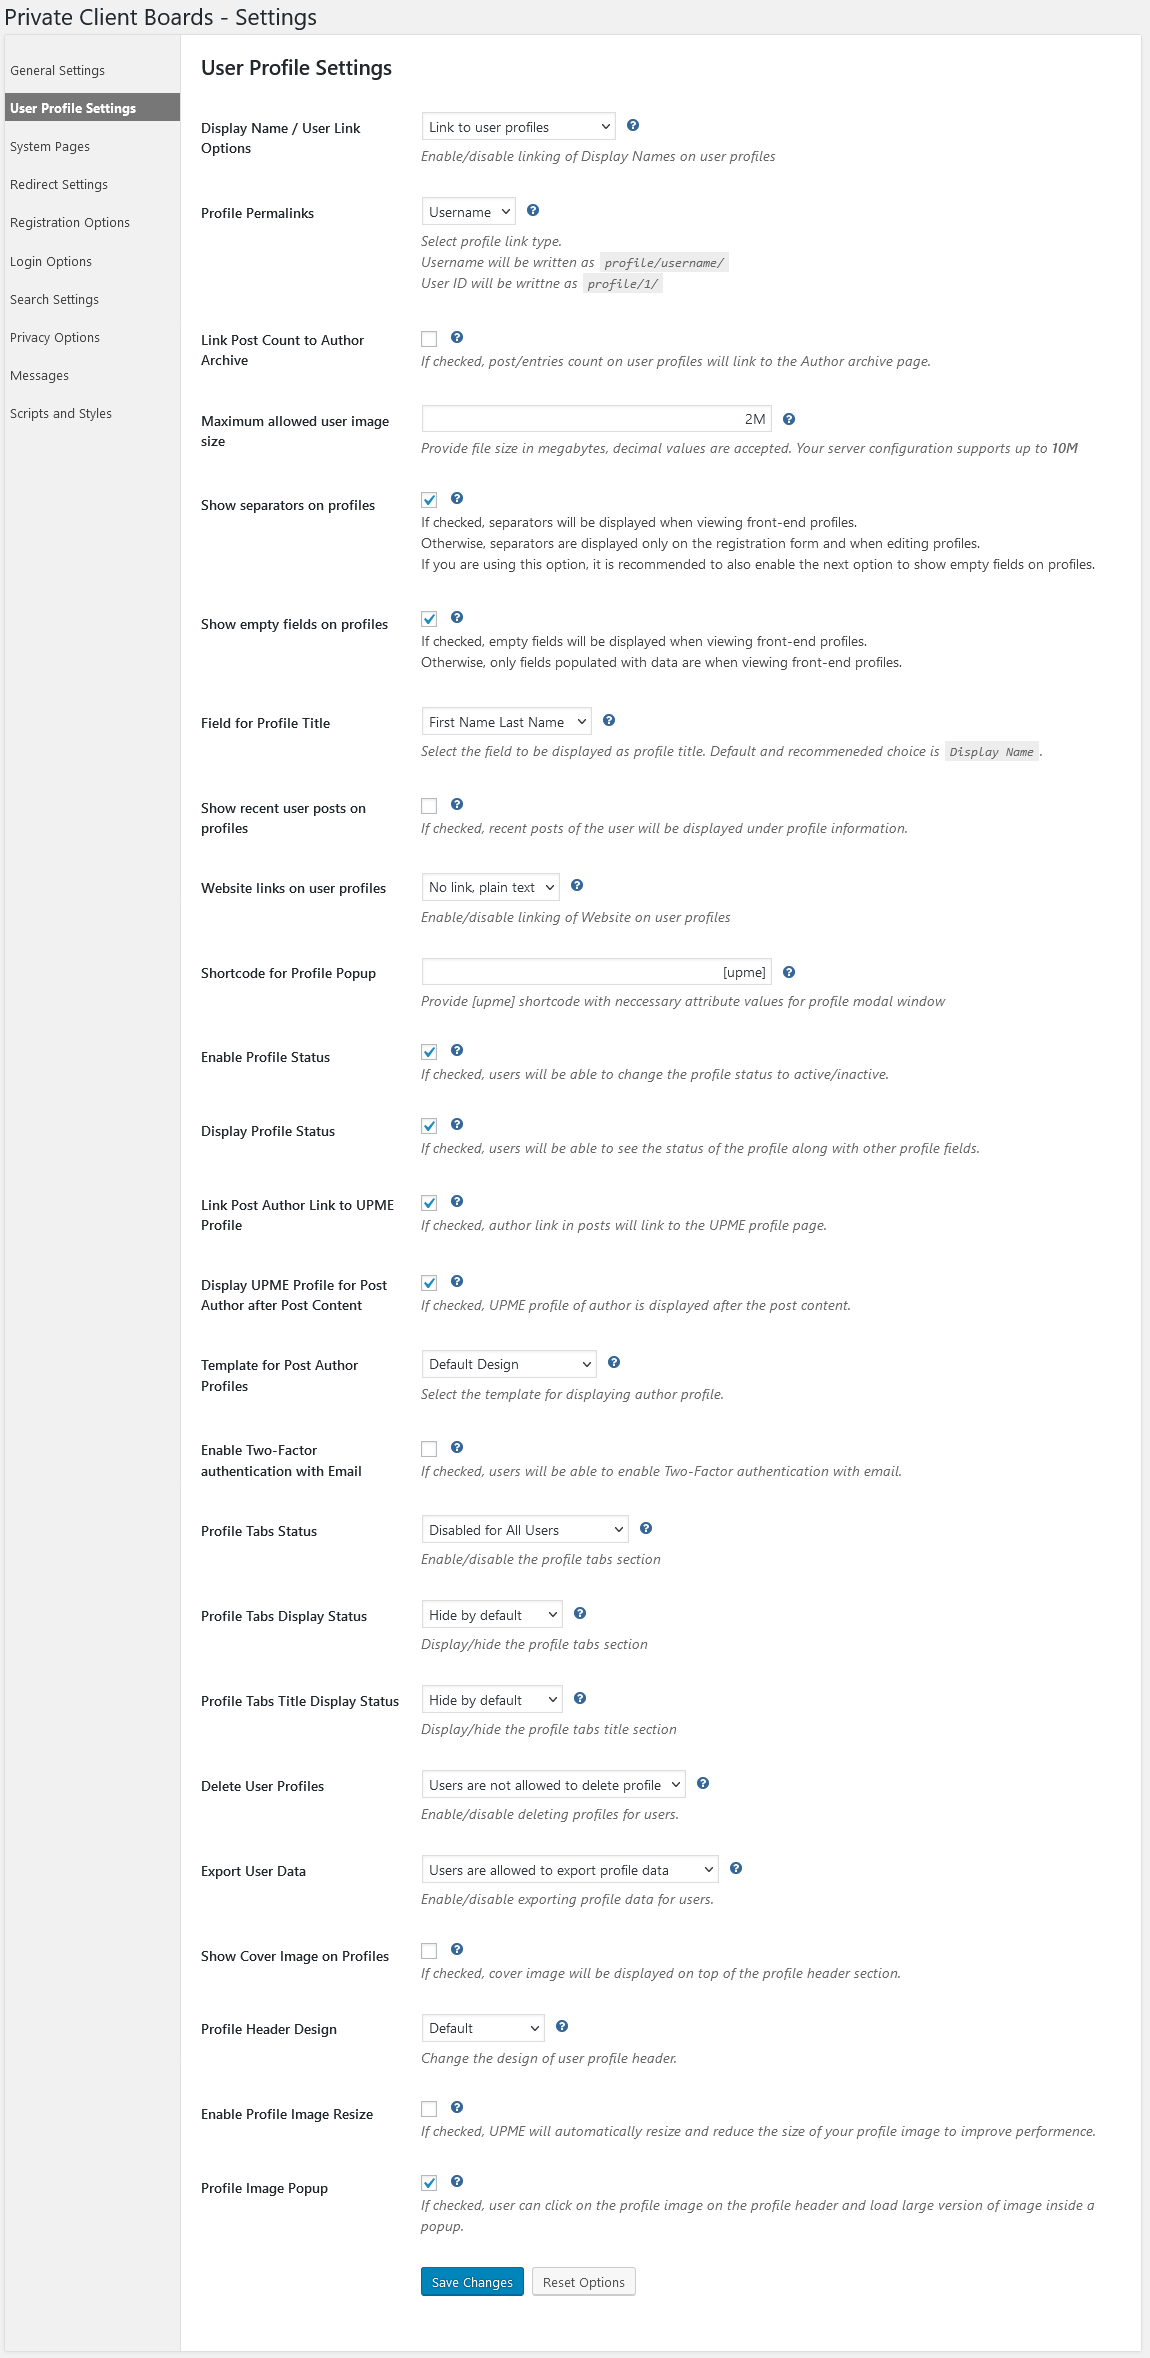 Private Client Boards - Settings
General Settings
User Profile Settings
System Pages
Redirect Settings
Registration Options
Login Options
Search Settings
Privacy Options
Messages
Scripts and Styles
User Profile Settings
Display Name / User Link
Options
Link to user profiles
Enable/disable linking of Display Names on user profiles
Profile Permalinks
Username
Select profile link type.
Username will be written as profile/username/
User ID will be writtne as profile/1/
Link Post Count to Author
Archive
If checked, post/entries count on user profiles will link to the Author archive page.
Maximum allowed user image
size
2M
Provide file size in megabytes, decimal values are accepted. Your server configuration supports up to 10M
Show separators on profiles
If checked, separators will be displayed when viewing front-end profiles.
Otherwise, separators are displayed only on the registration form and when editing profiles.
If you are using this option, it is recommended to also enable the next option to show empty fields on profiles.
Show empty fields on profiles
If checked, empty fields will be displayed when viewing front-end profiles.
Otherwise, only fields populated with data are when viewing front-end profiles.
Field for Profile Title
First Name Last Name
Select the field to be displayed as profile title. Default and recommeneded choice is Display Name.
Show recent user posts on
profiles
If checked, recent posts of the user will be displayed under profile information.
Website links on user profiles
No link, plain text
Enable/disable linking of Website on user profiles
Shortcode for Profile Popup
[upme]
Provide [upme] shortcode with neccessary attribute values for profile modal window
Enable Profile Status
If checked, users will be able to change the profile status to active/inactive.
Display Profile Status
If checked, users will be able to see the status of the profile along with other profile fields.
Link Post Author Link to UPME
Profile
If checked, author link in posts will link to the UPME profile page.
Display UPME Profile for Post
Author after Post Content
If checked, UPME profile of author is displayed after the post content.
Template for Post Author
Profiles
Default Design
Select the template for displaying author profile.
Enable Two-Factor
authentication with Email
If checked, users will be able to enable Two-Factor authentication with email.
Profile Tabs Status
Disabled for All Users
Enable/disable the profile tabs section
Profile Tabs Display Status
Hide by default
Display/hide the profile tabs section
Profile Tabs Title Display Status
Hide by default
Display/hide the profile tabs title section
Delete User Profiles
Users are not allowed to delete profile
Enable/disable deleting profiles for users.
Export User Data
Users are allowed to export profile data
Enable/disable exporting profile data for users.
Show Cover Image on Profiles
If checked, cover image will be displayed on top of the profile header section.
Profile Header Design
Default
Change the design of user profile header.
Enable Profile Image Resize
If checked, UPME will automatically resize and reduce the size of your profile image to improve performence.
Profile Image Popup
If checked, user can click on the profile image on the profile header and load large version of image inside a
popup.
Save Changes
Reset Options